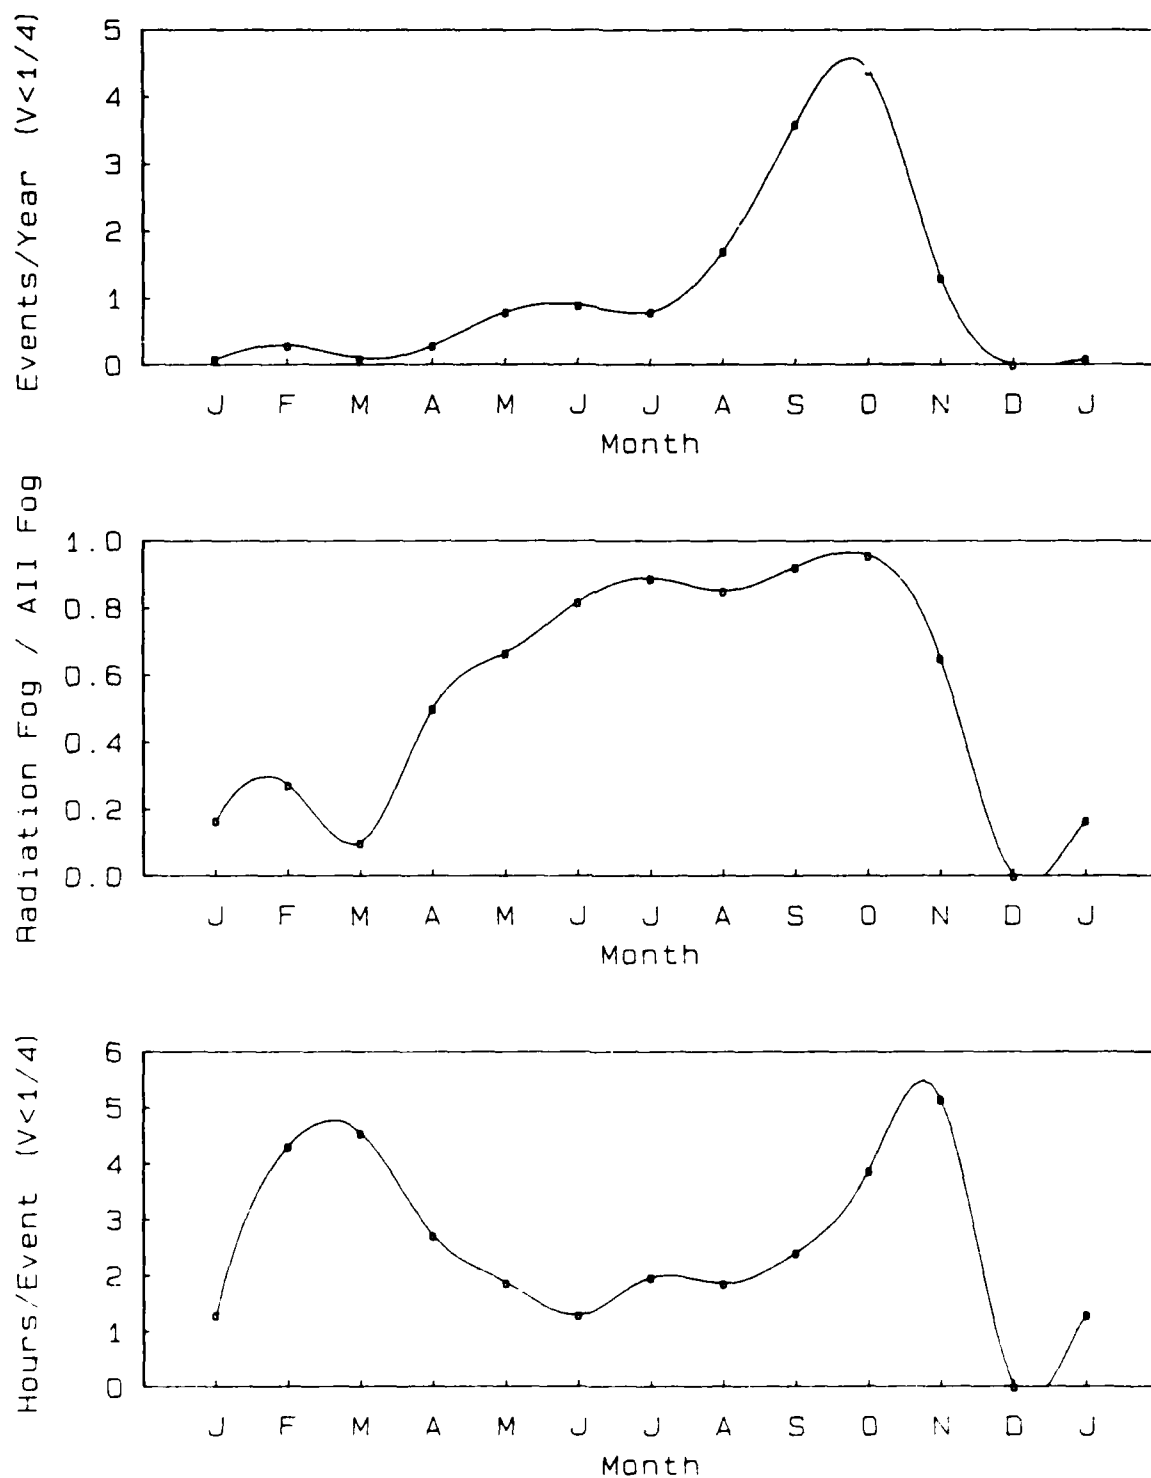 Events/Year (V<1/4)
5
4
3
2
1
0
J F M A M J J A S O N D J
Month
Radiation Fog / All Fog
1.0
0.8
0.6
0.4
0.2
0.0
J F M A M J J A S O N D J
Month
Hours/Event (V<1/4)
6
5
4
3
2
1
0
J F M A M J J A S O N D J
Month